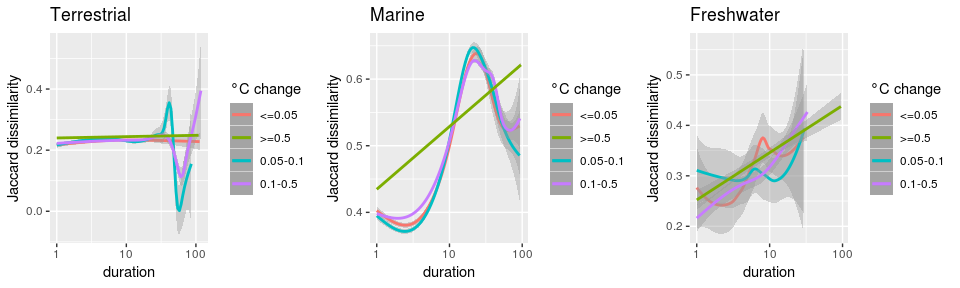 Terrestrial
Jaccard dissimilarity
0.4
0.2
0.0
1
10
100
duration
°C change
<=0.05
>=0.5
0.05-0.1
0.1-0.5
Marine
Jaccard dissimilarity
0.6
0.5
0.4
1
10
100
duration
°C change
<=0.05
>=0.5
0.05-0.1
0.1-0.5
Freshwater
Jaccard dissimilarity
0.5
0.4
0.3
0.2
1
10
100
duration
°C change
<=0.05
>=0.5
0.05-0.1
0.1-0.5